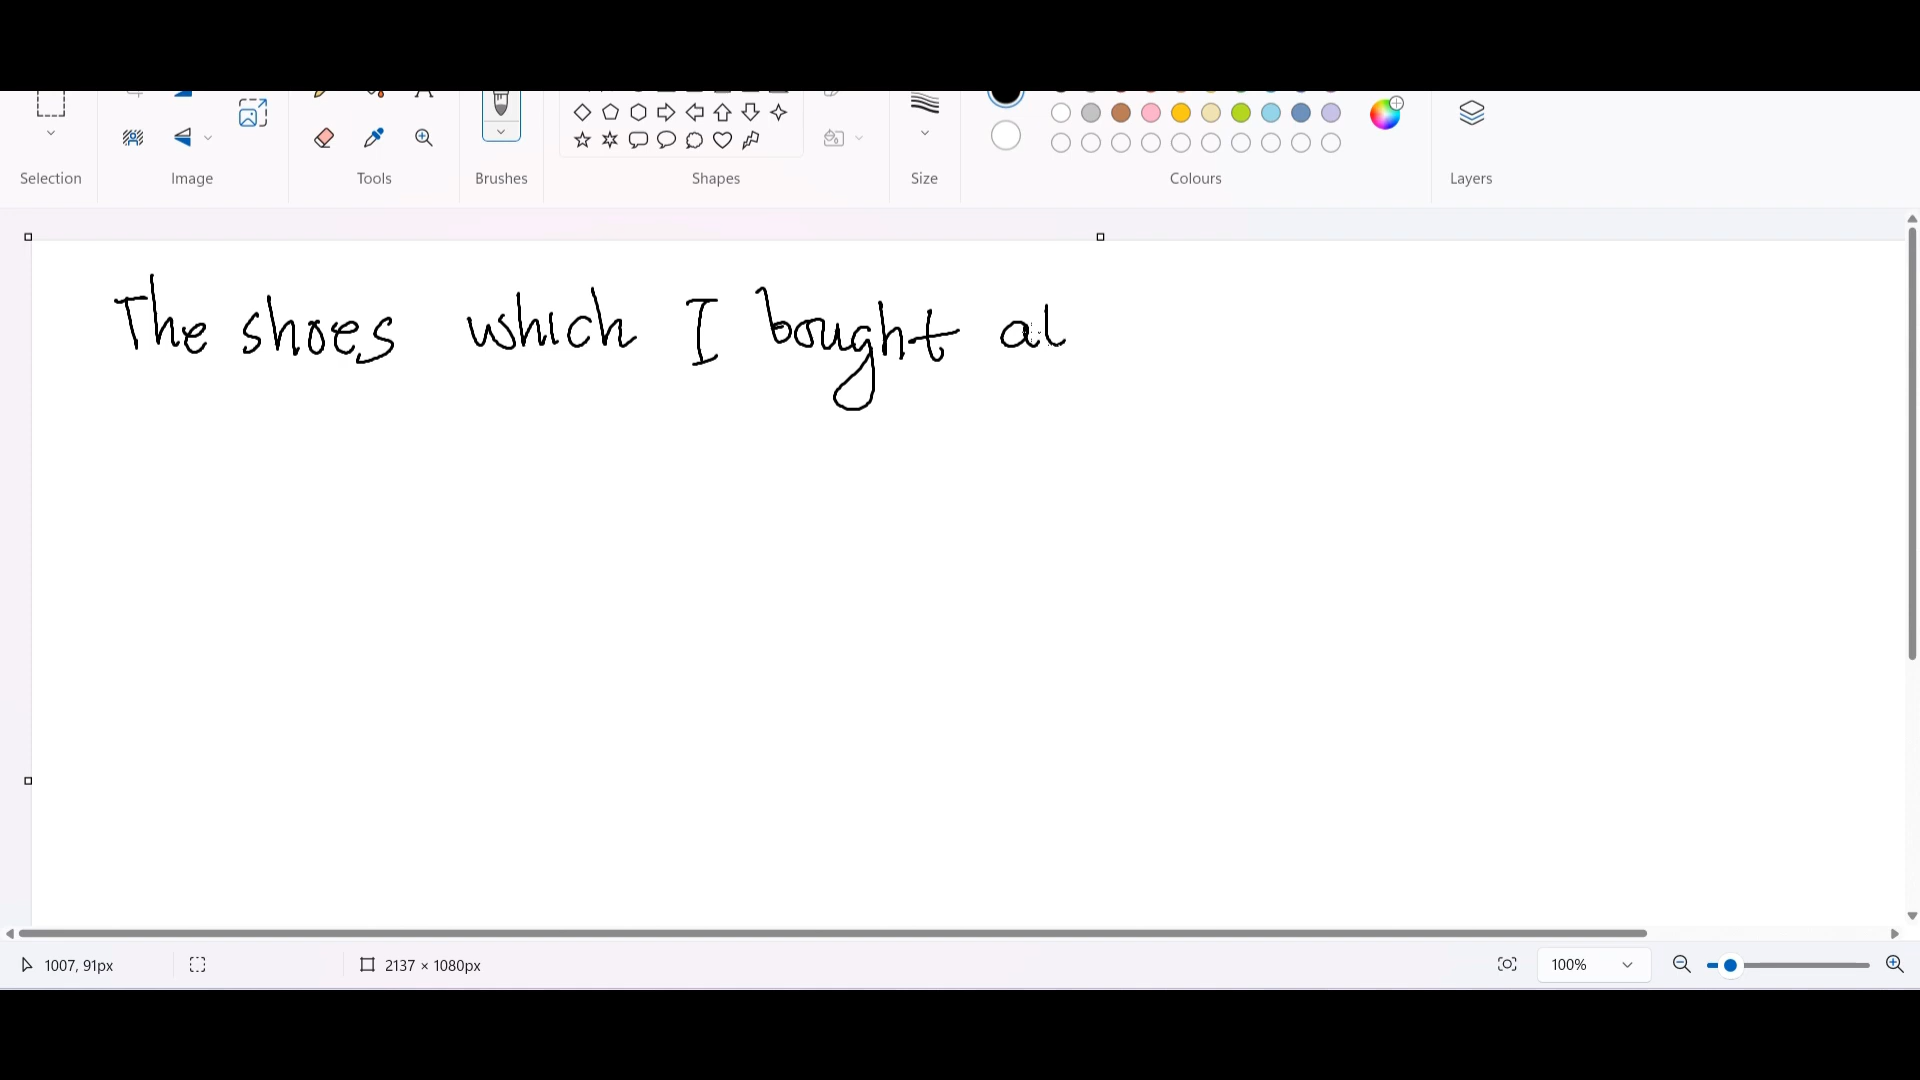 Selection
Image
Tools
Brushes
Shapes
Size
Colours
Layers
The shoes which I bought al
1007, 91px
2137 × 1080px
100%